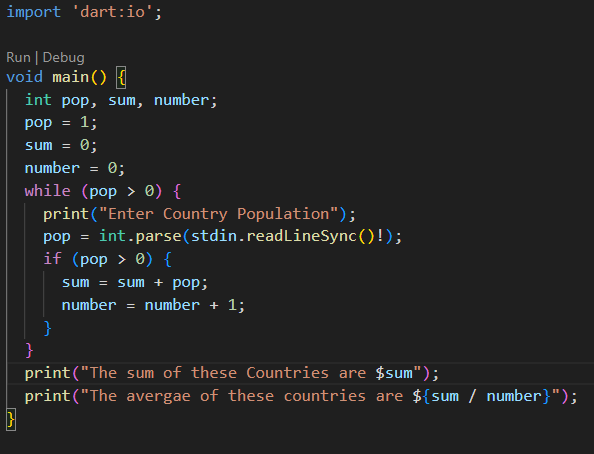 import 'dart:io';
Run | Debug
void main() {
  int pop, sum, number;
  pop = 1;
  sum = 0;
  number = 0;
  while (pop > 0) {
    print("Enter Country Population");
    pop = int.parse(stdin.readLineSync()!);
    if (pop > 0) {
      sum = sum + pop;
      number = number + 1;
    }
  }
  print("The sum of these Countries are $sum");
  print("The avergae of these countries are ${sum / number}");
}